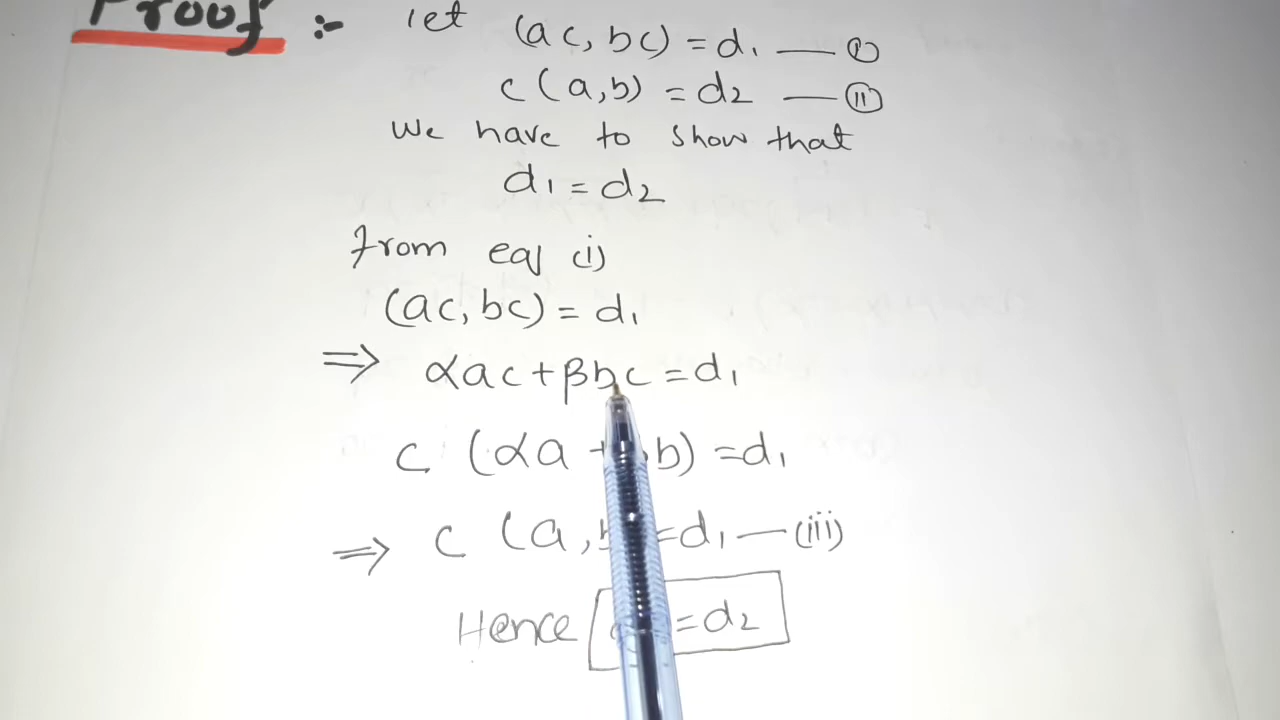 Proof :- let (ac, bc) = d₁ — (i)
c (a, b) = d₂ — (ii)
We have to show that
d₁ = d₂
from eq (i)
(ac, bc) = d₁
⇒ αac + βbc = d₁
c (αa + b) = d₁
⇒ c (a, b = d₁ — (iii)
Hence = d₂